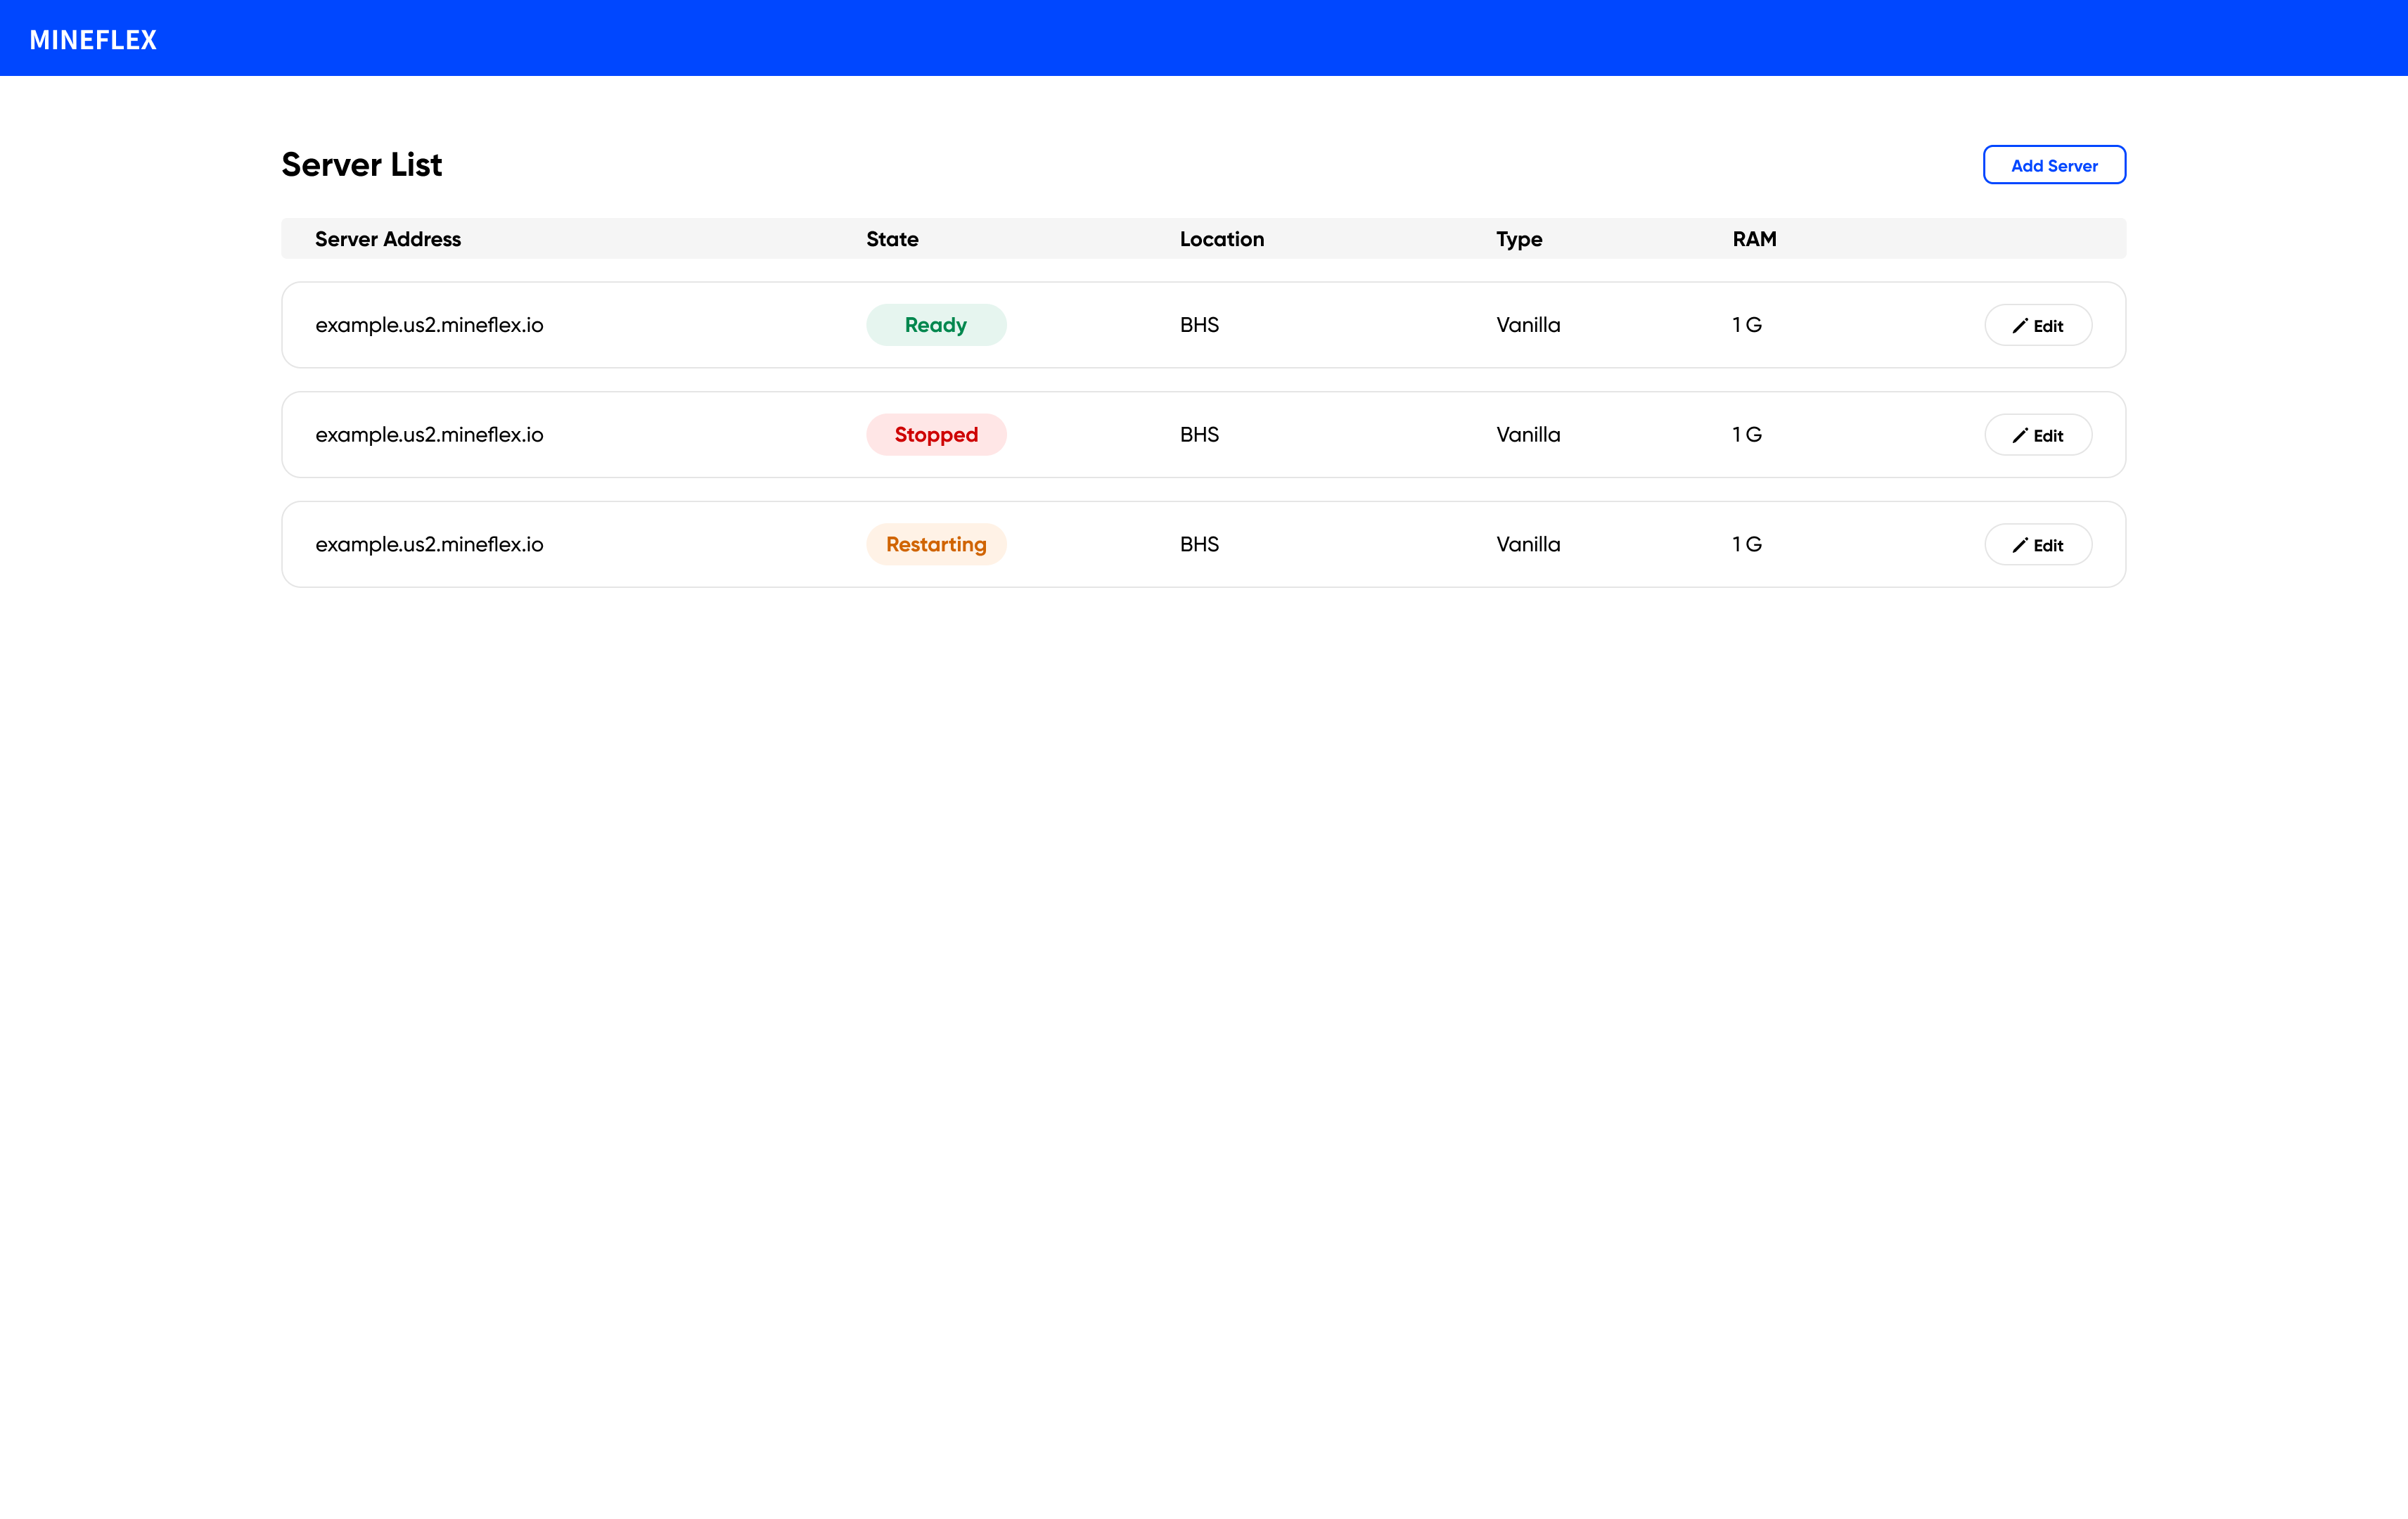 MINEFLEX
Server List
Add Server
Server Address State Location Type RAM
example.us2.mineflex.io Ready BHS Vanilla 1 G Edit
example.us2.mineflex.io Stopped BHS Vanilla 1 G Edit
example.us2.mineflex.io Restarting BHS Vanilla 1 G Edit